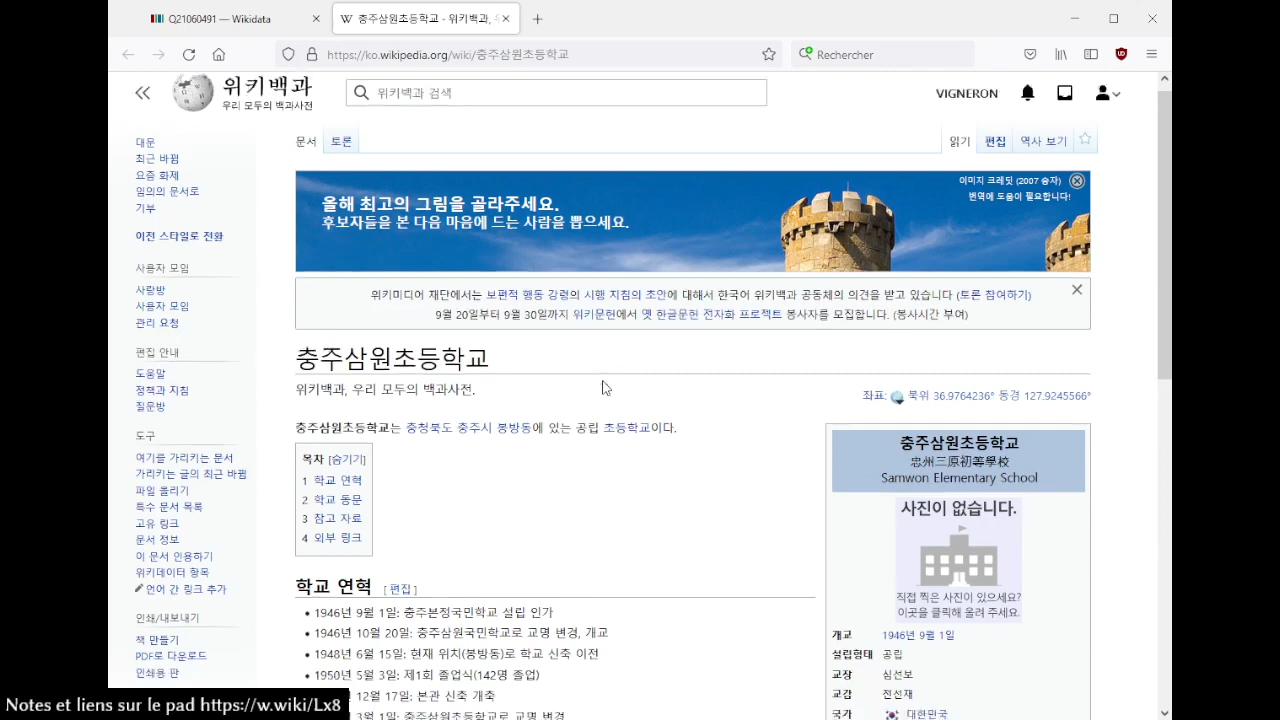 Q21060491 — Wikidata
충주삼원초등학교 - 위키백과,
https://ko.wikipedia.org/wiki/충주삼원초등학교
Rechercher
위키백과
우리 모두의 백과사전
위키백과 검색
VIGNERON
문서
토론
읽기
편집
역사 보기
대문
최근 바뀜
요즘 화제
임의의 문서로
기부
이전 스타일로 전환
사용자 모임
사랑방
사용자 모임
관리 요청
편집 안내
도움말
정책과 지침
질문방
도구
여기를 가리키는 문서
가리키는 글의 최근 바뀜
파일 올리기
특수 문서 목록
고유 링크
문서 정보
이 문서 인용하기
위키데이터 항목
언어 간 링크 추가
인쇄/내보내기
책 만들기
PDF로 다운로드
인쇄용 판
올해 최고의 그림을 골라주세요.
후보자들을 본 다음 마음에 드는 사람을 뽑으세요.
이미지 크레딧 (2007 승자)
번역에 도움이 필요합니다!
위키미디어 재단에서는 보편적 행동 강령의 시행 지침의 초안에 대해서 한국어 위키백과 공동체의 의견을 받고 있습니다 (토론 참여하기)
9월 20일부터 9월 30일까지 위키문헌에서 옛 한글문헌 전자화 프로젝트 봉사자를 모집합니다. (봉사시간 부여)
충주삼원초등학교
위키백과, 우리 모두의 백과사전.
좌표: 북위 36.9764236° 동경 127.9245566°
충주삼원초등학교는 충청북도 충주시 봉방동에 있는 공립 초등학교이다.
목차 [숨기기]
1 학교 연혁
2 학교 동문
3 참고 자료
4 외부 링크
학교 연혁 [편집]
• 1946년 9월 1일: 충주본정국민학교 설립 인가
• 1946년 10월 20일: 충주삼원국민학교로 교명 변경, 개교
• 1948년 6월 15일: 현재 위치(봉방동)로 학교 신축 이전
• 1950년 5월 3일: 제1회 졸업식(142명 졸업)
12월 17일: 본관 신축 개축
3월 1일: 충주삼원초등학교로 교명 변경
충주삼원초등학교
忠州三原初等學校
Samwon Elementary School
사진이 없습니다.
직접 찍은 사진이 있으세요?
이곳을 클릭해 올려 주세요.
개교 1946년 9월 1일
설립형태 공립
교장 심선보
교감 전선재
국가 대한민국
Notes et liens sur le pad https://w.wiki/Lx8